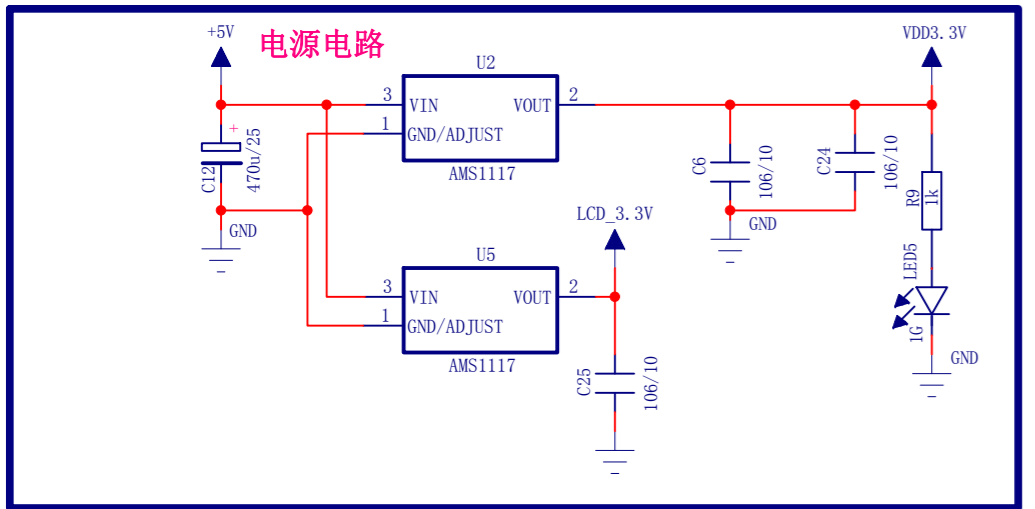 +5V
电源电路
VDD3.3V
U2
3
VIN
VOUT
2
1
GND/ADJUST
AMS1117
+
C12
470u/25
GND
C6
106/10
C24
106/10
GND
R9
1k
LCD_3.3V
U5
3
VIN
VOUT
2
1
GND/ADJUST
AMS1117
C25
106/10
LED5
1G
GND